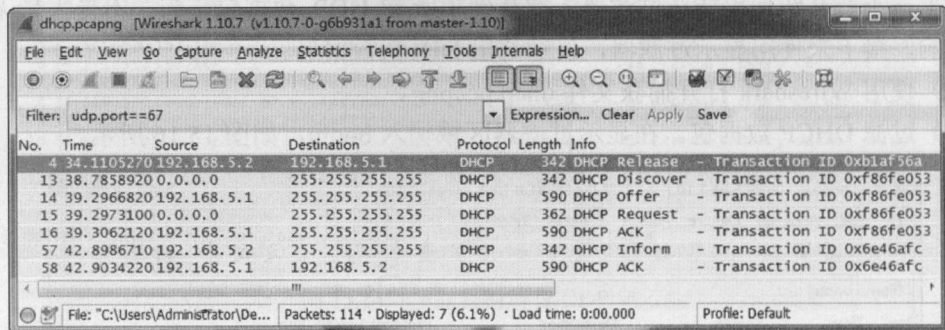 dhcp.pcapng [Wireshark 1.10.7 (v1.10.7-0-g6b931a1 from master-1.10)]
File Edit View Go Capture Analyze Statistics Telephony Tools Internals Help
Filter: udp.port==67 Expression... Clear Apply Save
No. Time Source Destination Protocol Length Info
4 34.1105270 192.168.5.2 192.168.5.1 DHCP 342 DHCP Release - Transaction ID 0xb1af56a
13 38.7858920 0.0.0.0 255.255.255.255 DHCP 342 DHCP Discover - Transaction ID 0xf86fe053
14 39.2966820 192.168.5.1 255.255.255.255 DHCP 590 DHCP Offer - Transaction ID 0xf86fe053
15 39.2973100 0.0.0.0 255.255.255.255 DHCP 362 DHCP Request - Transaction ID 0xf86fe053
16 39.3062120 192.168.5.1 255.255.255.255 DHCP 590 DHCP ACK - Transaction ID 0xf86fe053
57 42.8986710 192.168.5.2 255.255.255.255 DHCP 342 DHCP Inform - Transaction ID 0x6e46afc
58 42.9034220 192.168.5.1 192.168.5.2 DHCP 590 DHCP ACK - Transaction ID 0x6e46afc
File: "C:\Users\Administrator\De... Packets: 114 · Displayed: 7 (6.1%) · Load time: 0:00.000 Profile: Default